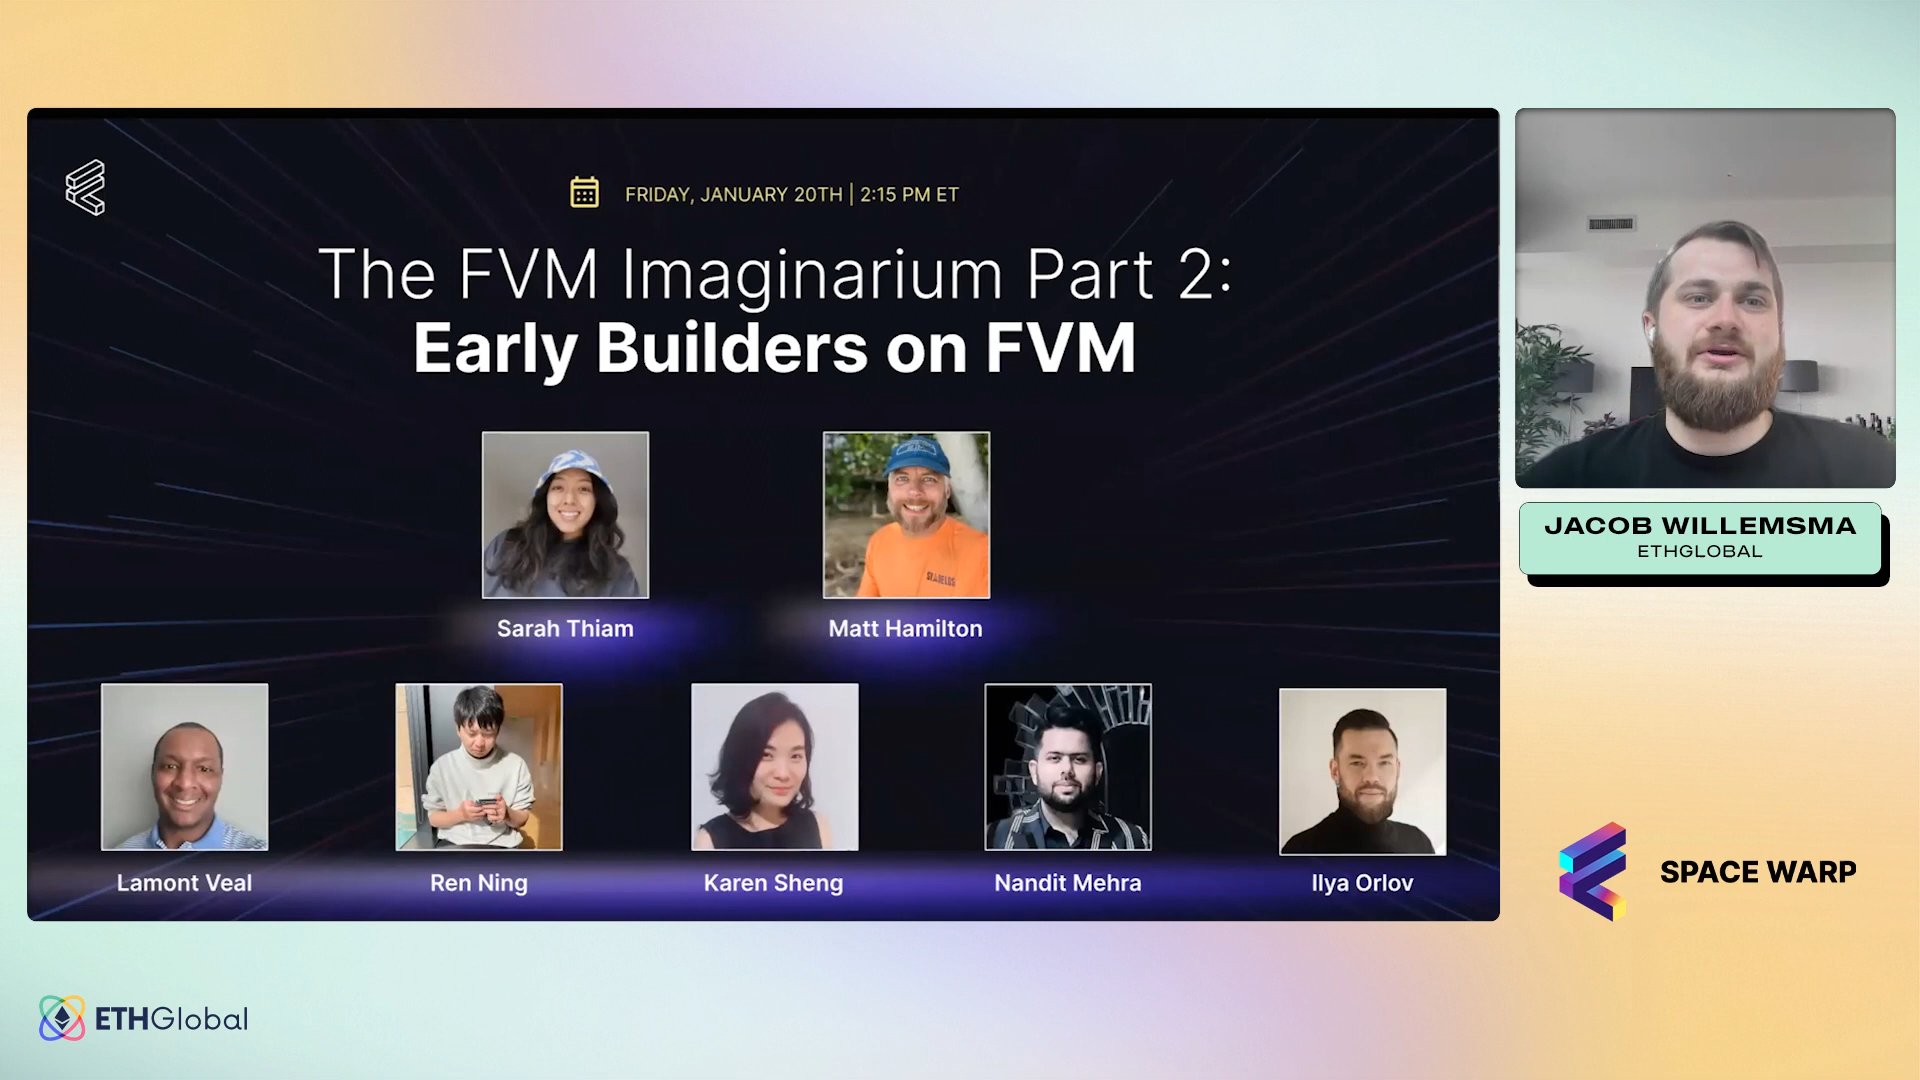 FRIDAY, JANUARY 20TH | 2:15 PM ET
The FVM Imaginarium Part 2:
Early Builders on FVM
Sarah Thiam
Matt Hamilton
Lamont Veal
Ren Ning
Karen Sheng
Nandit Mehra
Ilya Orlov
JACOB WILLEMSMA
ETHGLOBAL
SPACE WARP
ETHGlobal